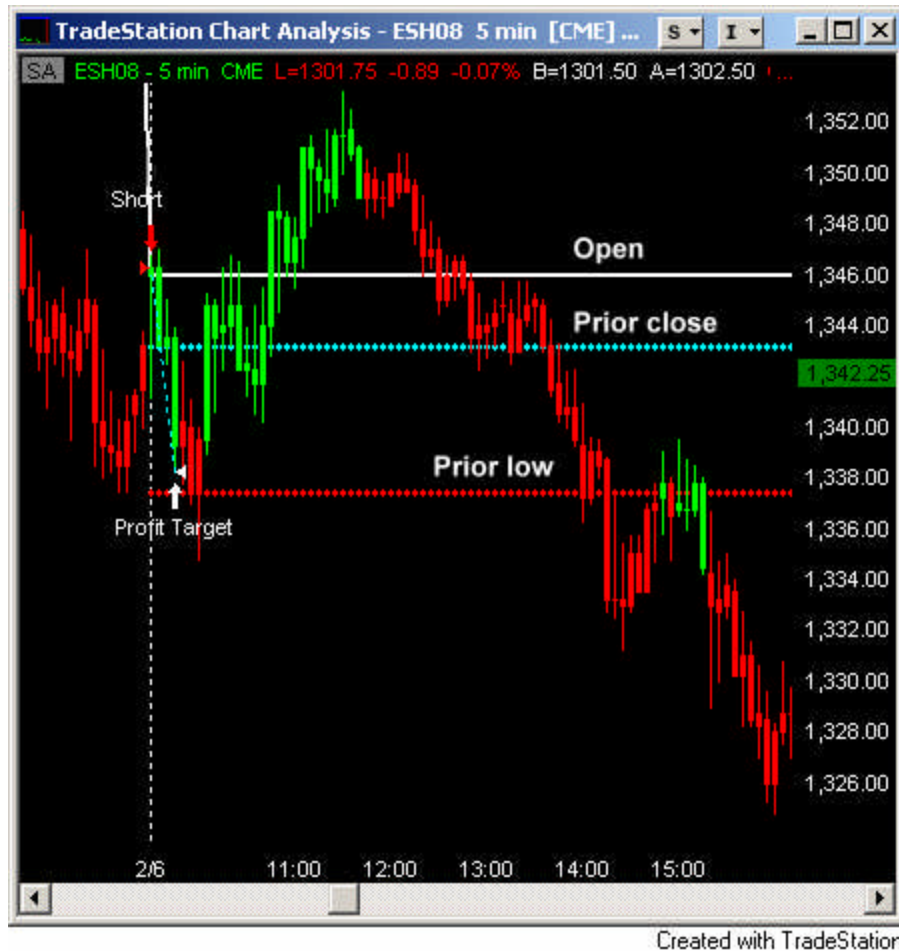 TradeStation Chart Analysis - ESH08 5 min [CME] ... S I
SA ESH08 - 5 min CME L=1301.75 -0.89 -0.07% B=1301.50 A=1302.50 ...
1,352.00
1,350.00
Short
1,348.00
Open
1,346.00
Prior close
1,344.00
1,342.25
1,340.00
Prior low
1,338.00
Profit Target
1,336.00
1,334.00
1,332.00
1,330.00
1,328.00
1,326.00
2/6 11:00 12:00 13:00 14:00 15:00
Created with TradeStation